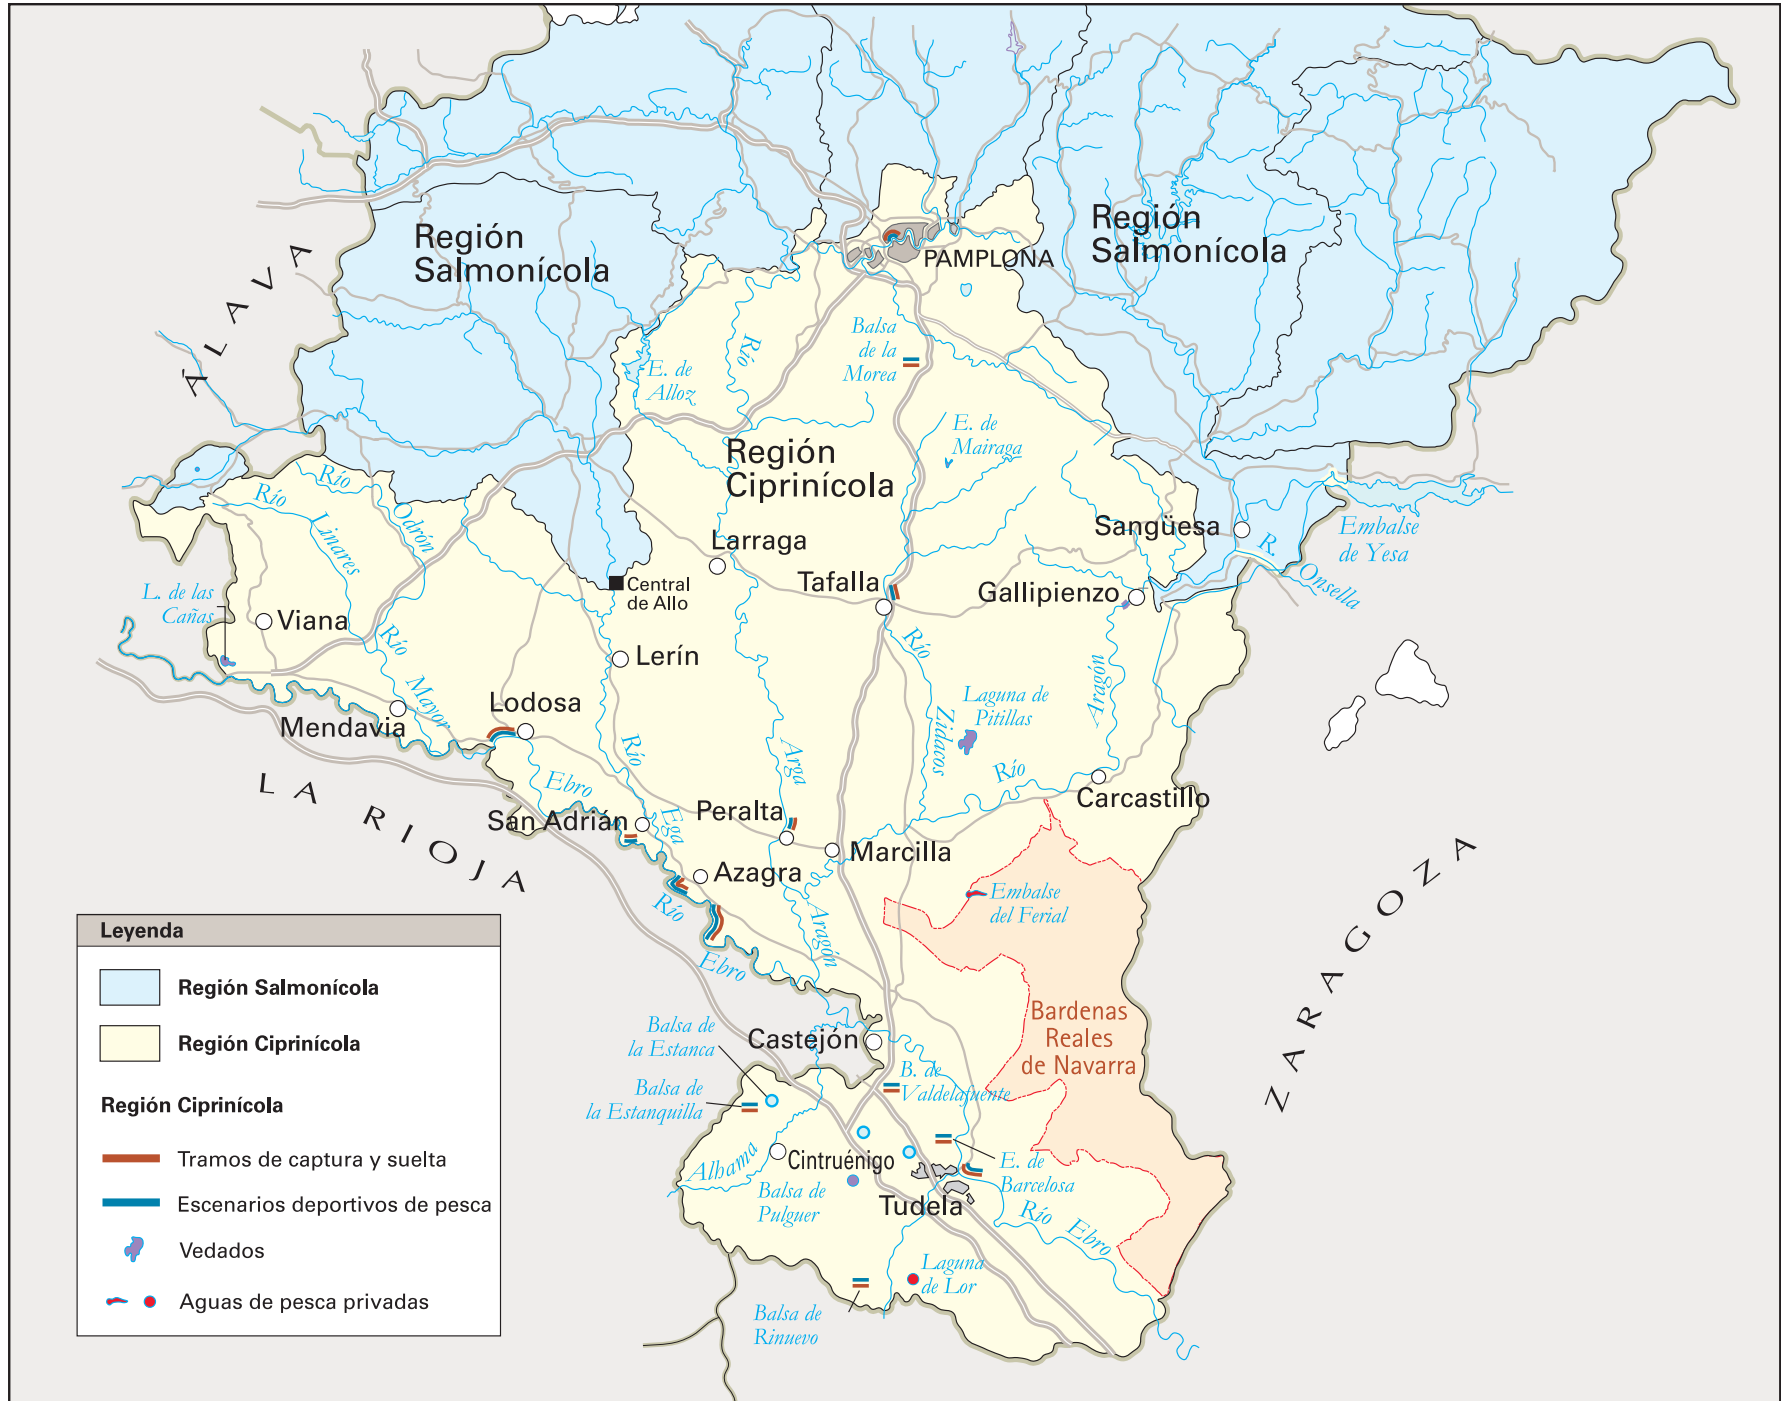 Región
Salmonícola
Región
Salmonícola
PAMPLONA
ÁLAVA
Balsa
de la
Morea
Río
E. de
Alloz
E. de
Mairaga
Región
Ciprinícola
Río
Linares
Río
Odrón
Larraga
Central
de Allo
Tafalla
Sangüesa
Gallipienzo
R.
Onsella
Embalse
de Yesa
L. de las
Cañas
Viana
Lerín
Río
Mayor
Mendavia
Lodosa
Río
Zidacos
Laguna de
Pitillas
Aragón
Río
Carcastillo
LA RIOJA
Ebro
San Adrián
Río
Ega
Arga
Peralta
Marcilla
Azagra
Río
Ebro
Aragón
Embalse
del Ferial
ZARAGOZA
Bardenas
Reales
de Navarra
Castejón
Balsa de
la Estanca
Balsa de
la Estanquilla
B. de
Valdelafuente
Alhama
Cintruénigo
Balsa de
Pulguer
E. de
Barcelosa
Tudela
Río Ebro
Laguna
de Lor
Balsa de
Rinuevo
Leyenda
Región Salmonícola
Región Ciprinícola
Región Ciprinícola
Tramos de captura y suelta
Escenarios deportivos de pesca
Vedados
Aguas de pesca privadas